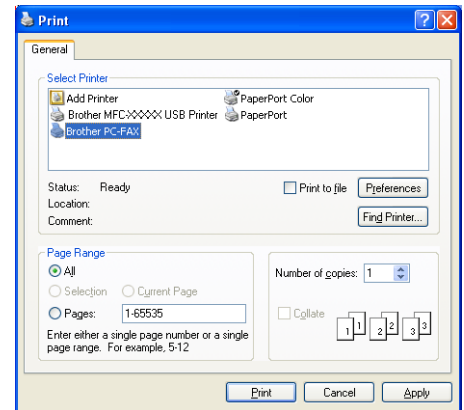 Print
General
Select Printer
Add Printer
PaperPort Color
Brother MFC-XXXXX USB Printer
PaperPort
Brother PC-FAX
Status: Ready
Print to file
Preferences
Location:
Comment:
Find Printer...
Page Range
All
Selection
Current Page
Pages: 1-65535
Enter either a single page number or a single
page range. For example, 5-12
Number of copies: 1
Collate
1 1 2 2 3 3
Print
Cancel
Apply